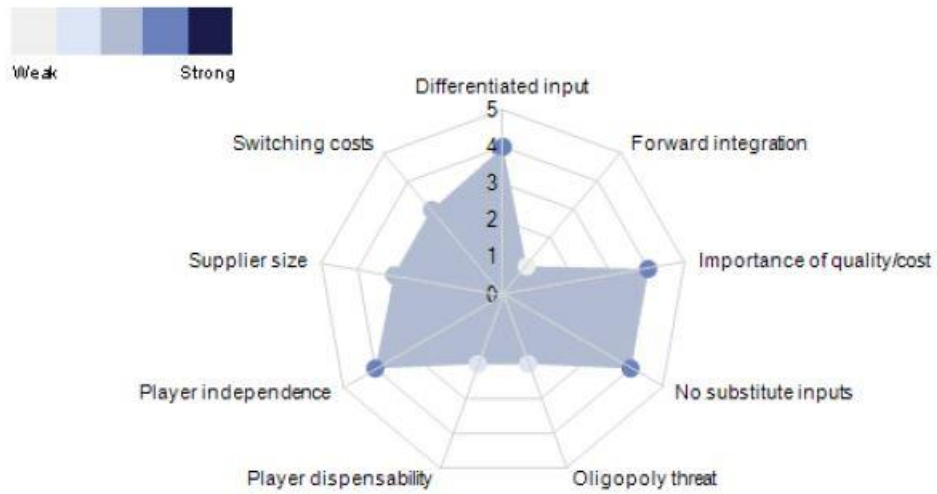 Weak
Strong
Differentiated input
5
Switching costs
Forward integration
4
3
2
Supplier size
Importance of quality/cost
1
0
Player independence
No substitute inputs
Player dispensability
Oligopoly threat